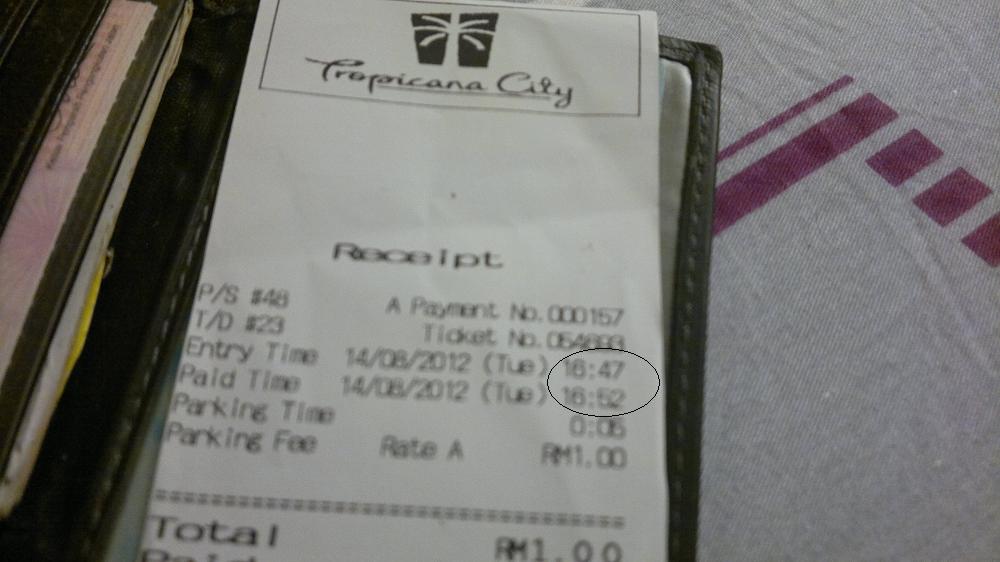 Tropicana City
Receipt
P/S #48 A Payment No.000157
T/D #23 Ticket No.
Entry Time 14/08/2012 (Tue) 16:47
Paid Time 14/08/2012 (Tue) 16:52
Parking Time 0:05
Parking Fee Rate A RM1.00
Total RM1.00
Paid